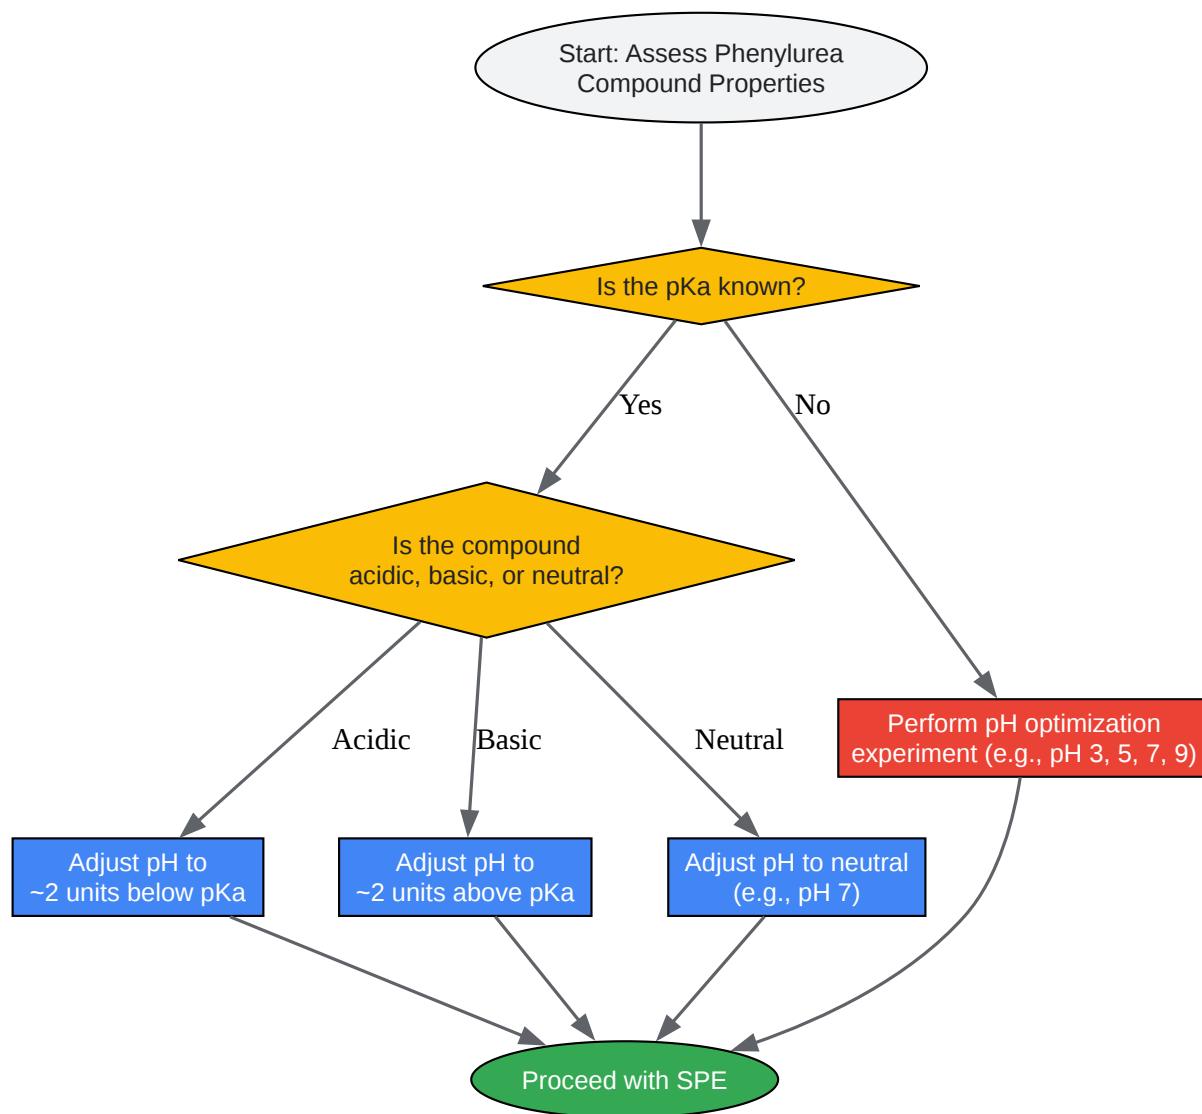 Start: Assess Phenylurea
Compound Properties
Is the pKa known?
Yes
No
Is the compound
acidic, basic, or neutral?
Perform pH optimization
experiment (e.g., pH 3, 5, 7, 9)
Acidic
Basic
Neutral
Adjust pH to
~2 units below pKa
Adjust pH to
~2 units above pKa
Adjust pH to neutral
(e.g., pH 7)
Proceed with SPE